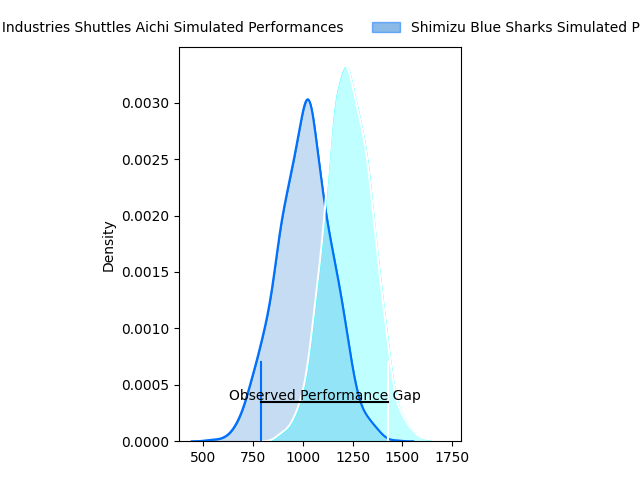 Industries Shuttles Aichi Simulated Performances
Shimizu Blue Sharks Simulated P
0.0030
0.0025
0.0020
0.0015
0.0010
0.0005
0.0000
Density
Observed Performance Gap
500 750 1000 1250 1500 1750